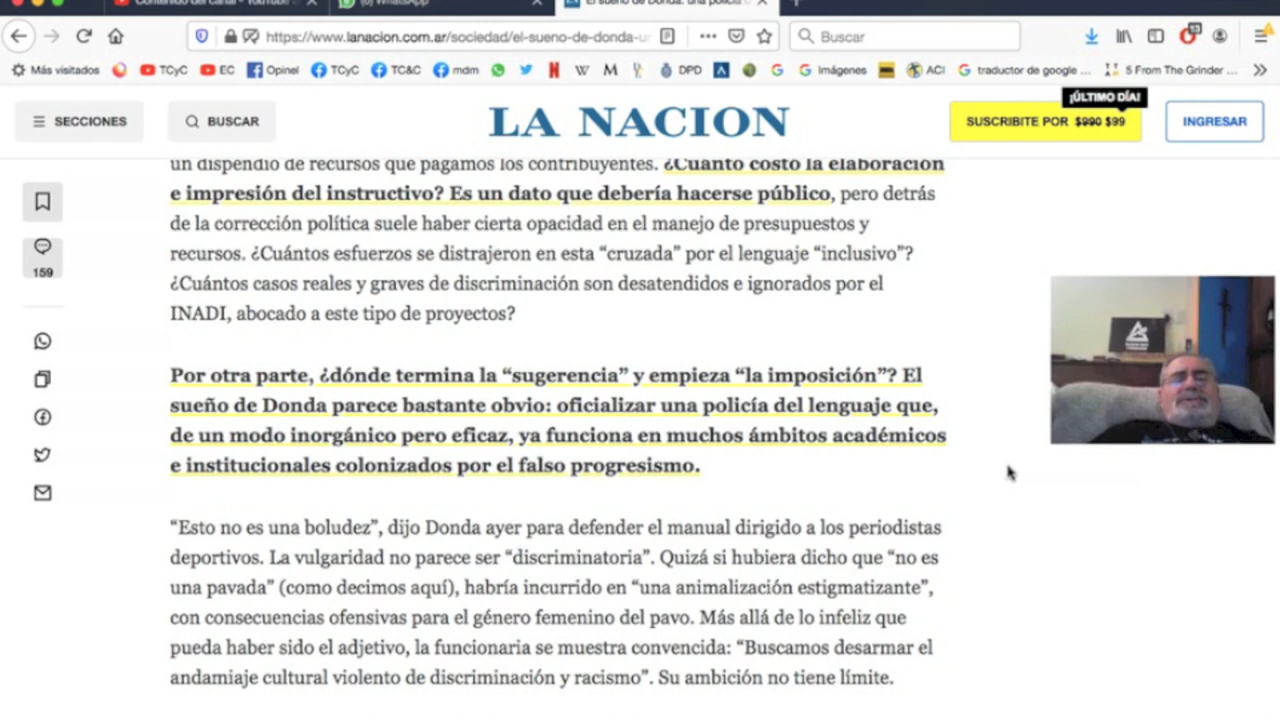 Contenido del canal - YouTube
WhatsApp
El sueño de Donda: una policía
https://www.lanacion.com.ar/sociedad/el-sueno-de-donda-u
Buscar
Más visitados
TCyC
EC
Opinel
TCyC
TC&C
mdm
DPD
Imágenes
ACI
traductor de google ...
5 From The Grinder ...
¡ÚLTIMO DÍA!
SECCIONES
BUSCAR
LA NACION
SUSCRIBITE POR $990 $99
INGRESAR
un dispendio de recursos que pagamos los contribuyentes. ¿Cuánto costó la elaboración
e impresión del instructivo? Es un dato que debería hacerse público, pero detrás
de la corrección política suele haber cierta opacidad en el manejo de presupuestos y
recursos. ¿Cuántos esfuerzos se distrajeron en esta “cruzada” por el lenguaje “inclusivo”?
¿Cuántos casos reales y graves de discriminación son desatendidos e ignorados por el
INADI, abocado a este tipo de proyectos?
159
Por otra parte, ¿dónde termina la “sugerencia” y empieza “la imposición”? El
sueño de Donda parece bastante obvio: oficializar una policía del lenguaje que,
de un modo inorgánico pero eficaz, ya funciona en muchos ámbitos académicos
e institucionales colonizados por el falso progresismo.
“Esto no es una boludez”, dijo Donda ayer para defender el manual dirigido a los periodistas
deportivos. La vulgaridad no parece ser “discriminatoria”. Quizá si hubiera dicho que “no es
una pavada” (como decimos aquí), habría incurrido en “una animalización estigmatizante”,
con consecuencias ofensivas para el género femenino del pavo. Más allá de lo infeliz que
pueda haber sido el adjetivo, la funcionaria se muestra convencida: “Buscamos desarmar el
andamiaje cultural violento de discriminación y racismo”. Su ambición no tiene límite.